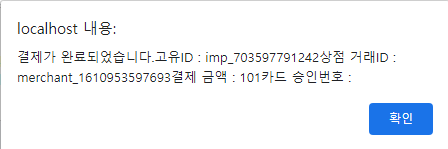 localhost 내용:
결제가 완료되었습니다.고유ID : imp_703597791242상점 거래ID :
merchant_1610953597693결제 금액 : 101카드 승인번호 :
확인